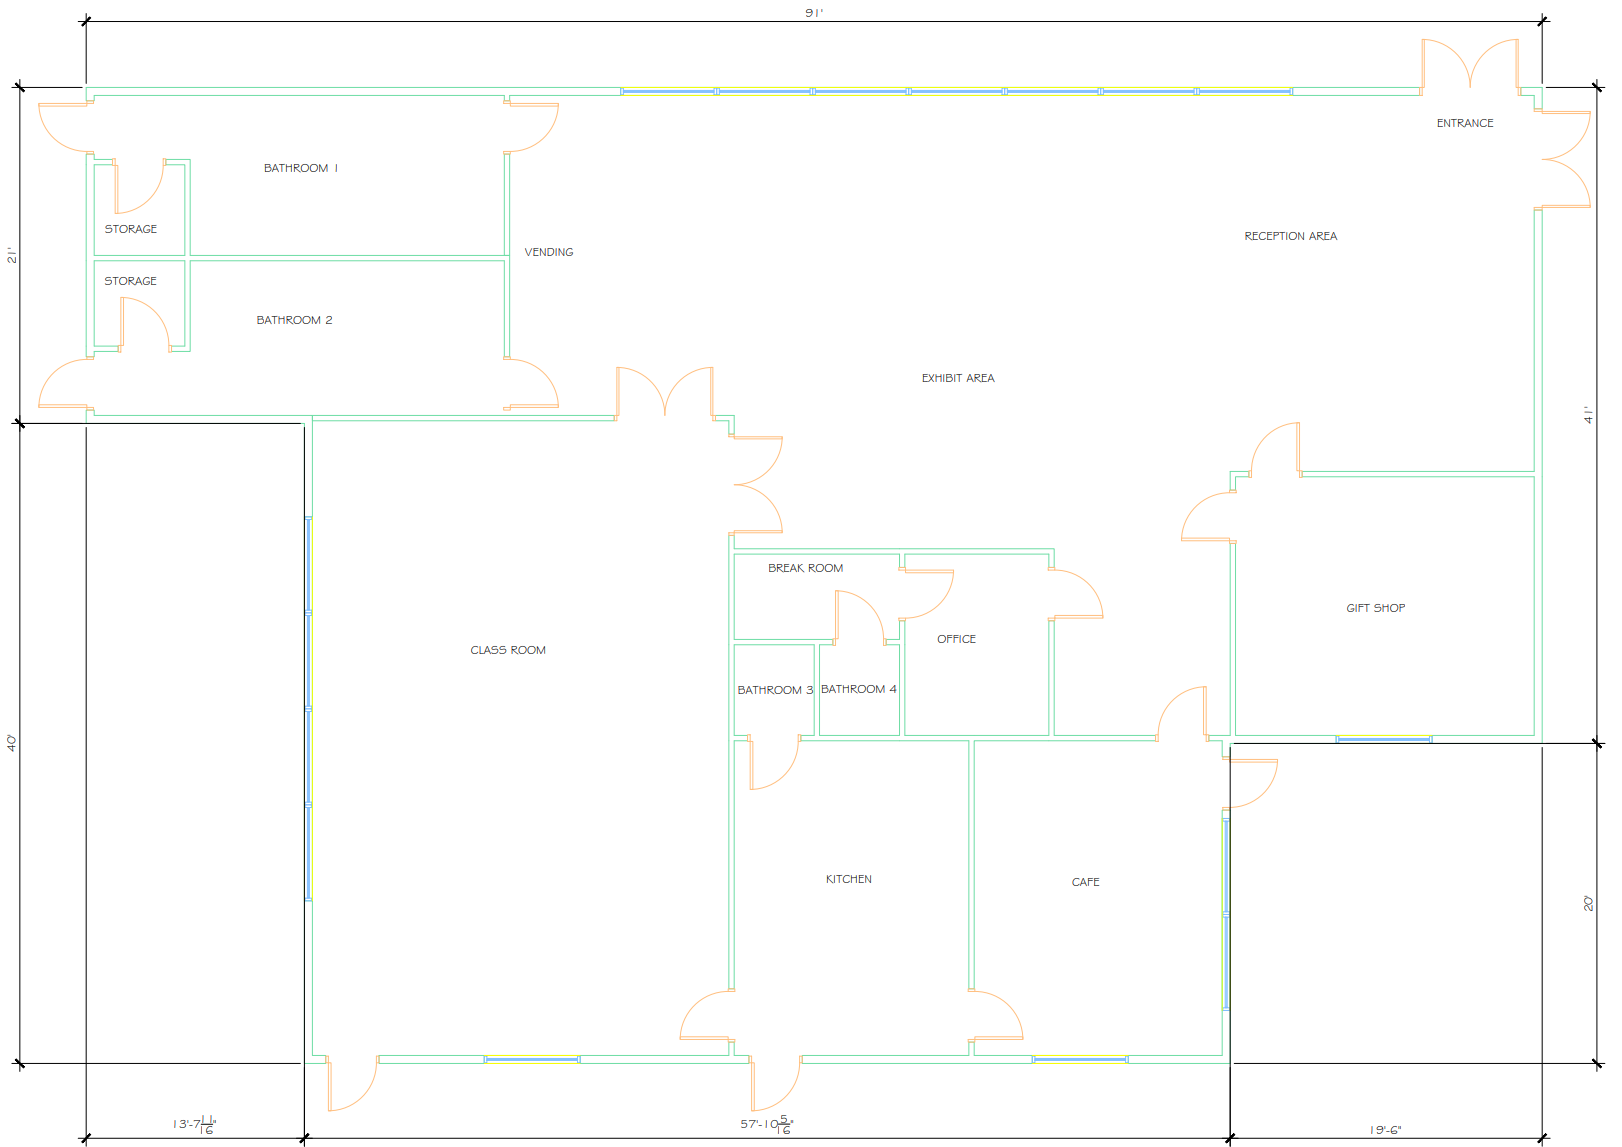 91'
ENTRANCE
BATHROOM 1
STORAGE
RECEPTION AREA
VENDING
21'
STORAGE
BATHROOM 2
EXHIBIT AREA
41'
BREAK ROOM
GIFT SHOP
OFFICE
CLASS ROOM
BATHROOM 3
BATHROOM 4
40'
KITCHEN
CAFE
20'
13'-7 11/16"
57'-10 5/16"
19'-6"